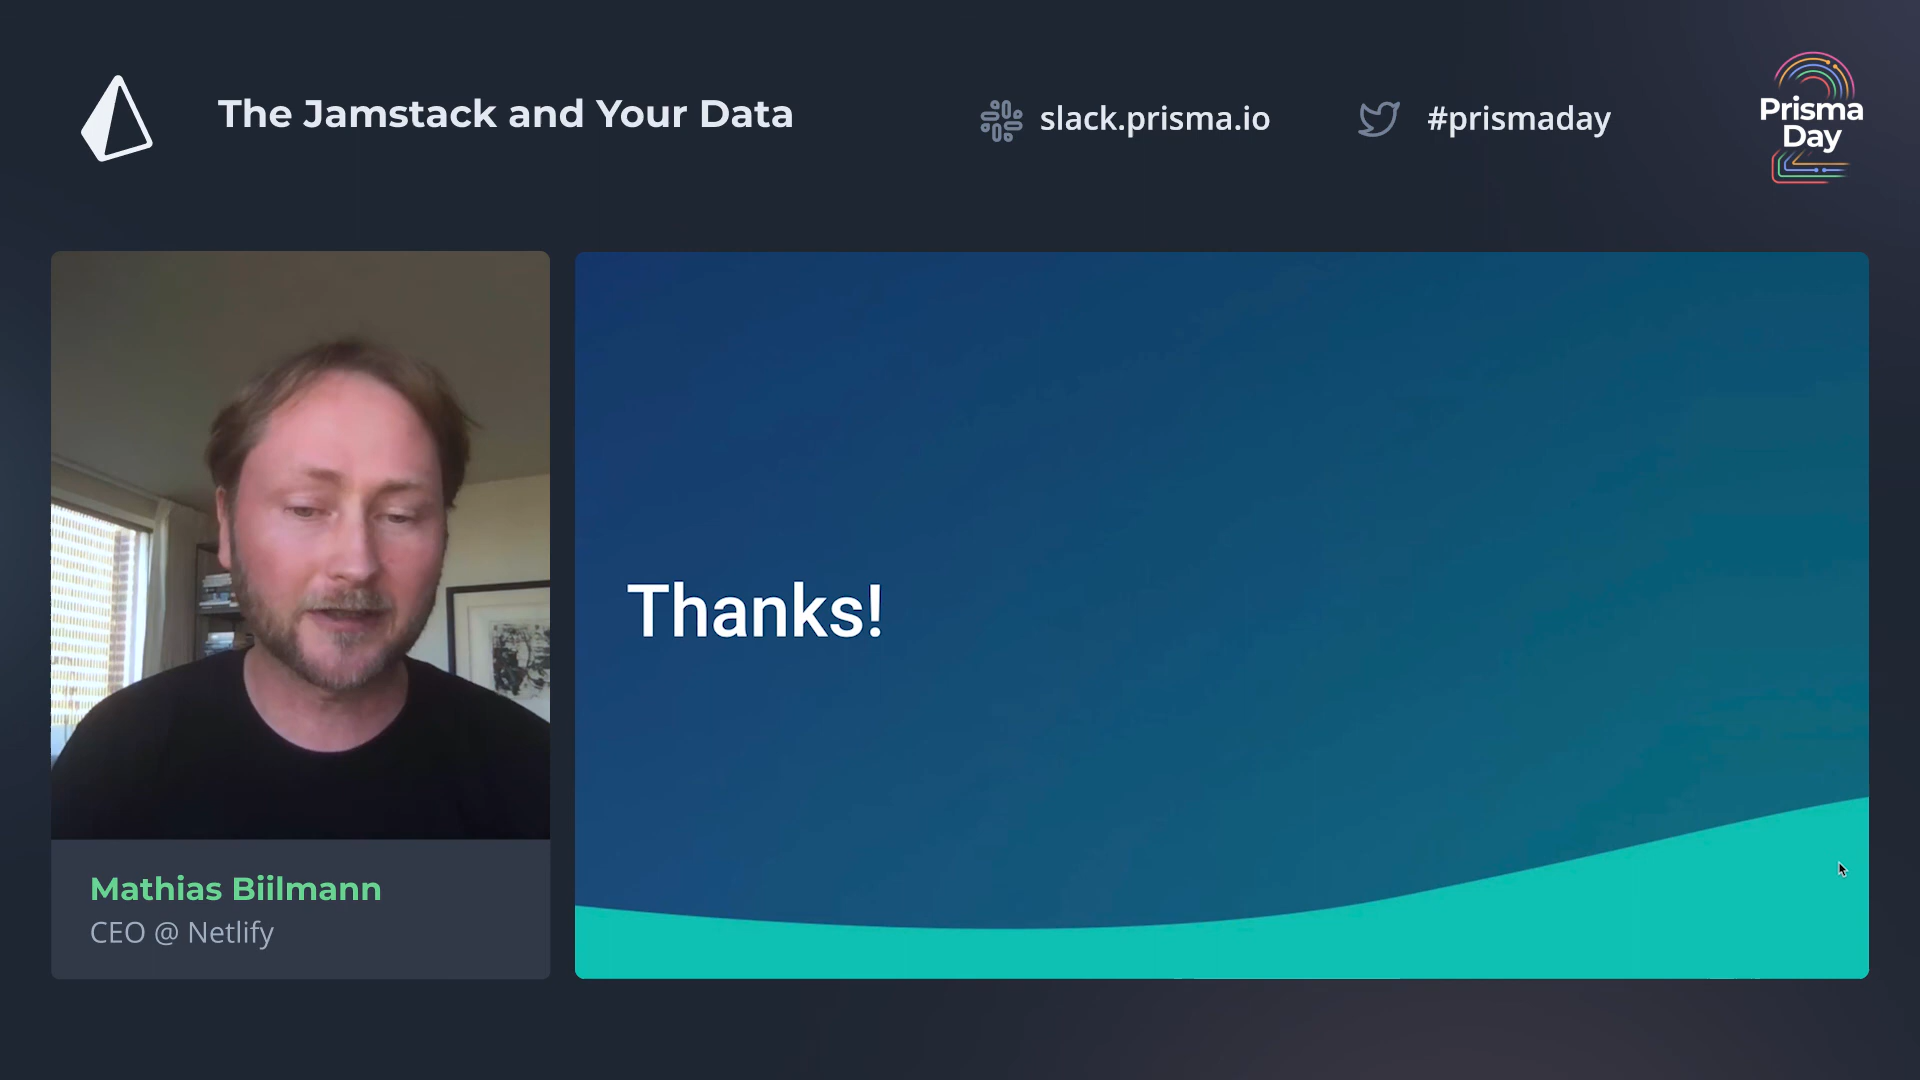 The Jamstack and Your Data
slack.prisma.io
#prismaday
Prisma
Day
Thanks!
Mathias Biilmann
CEO @ Netlify